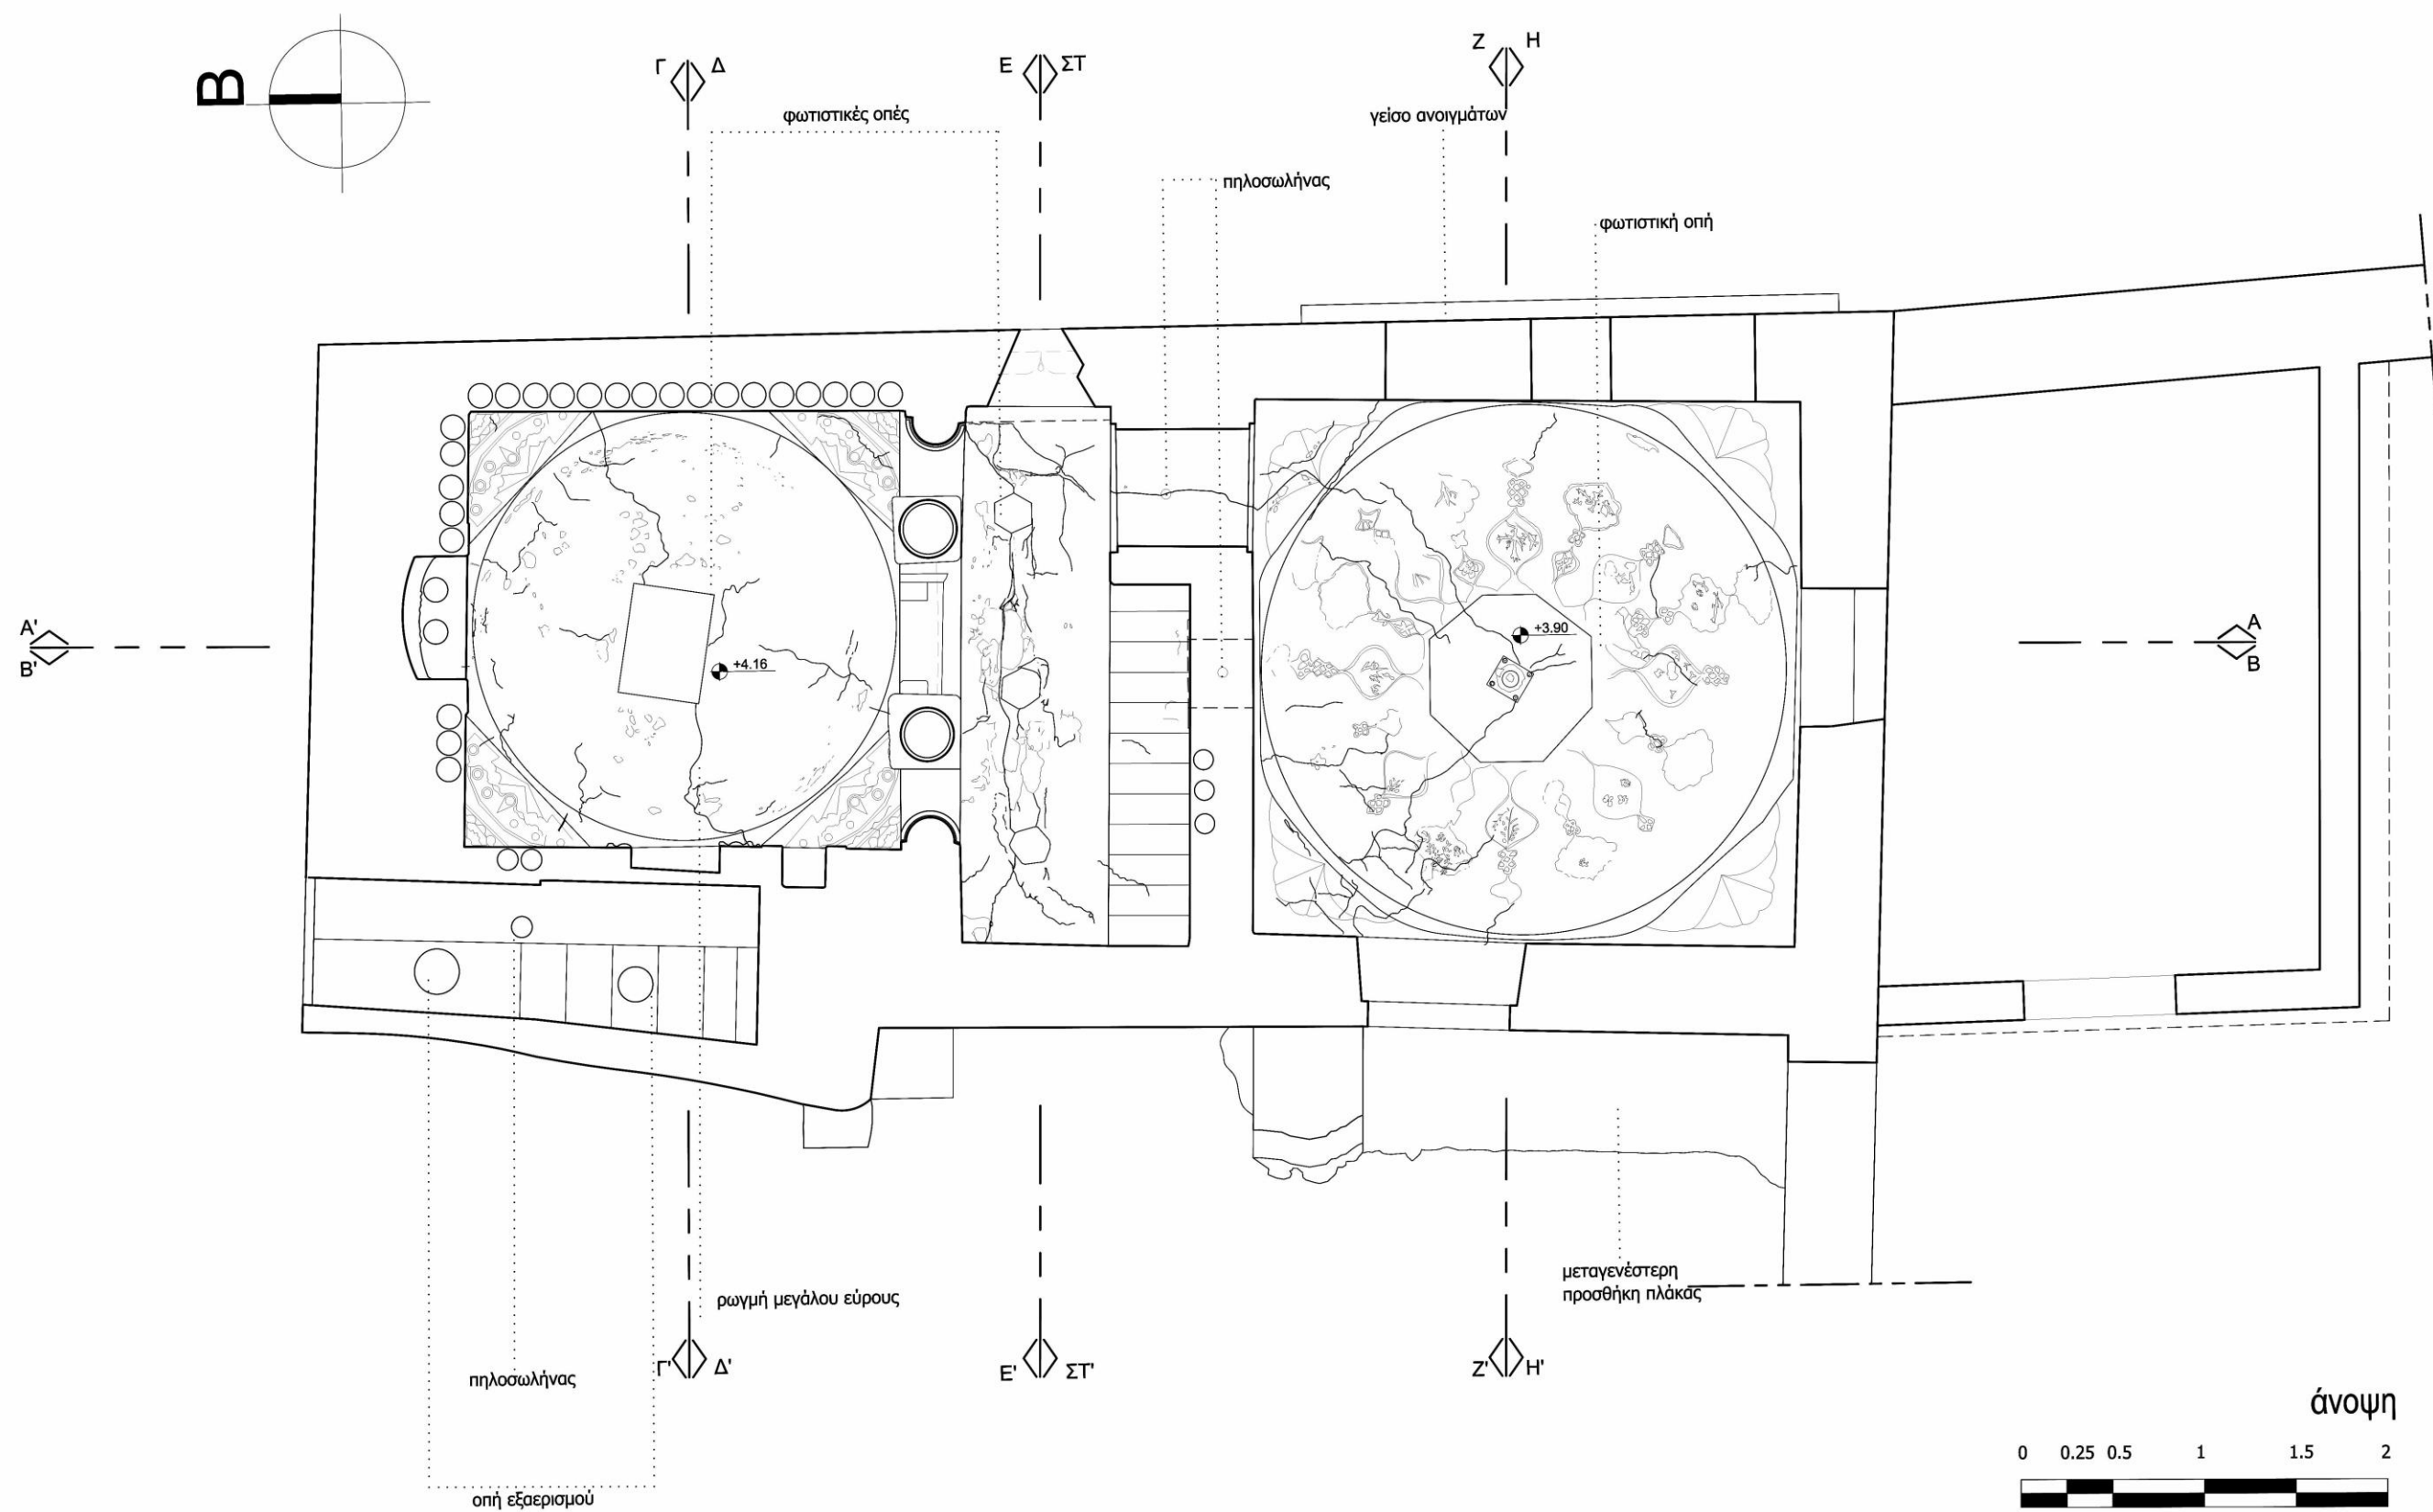 Β
Γ Δ
Ε ΣΤ
Ζ Η
φωτιστικές οπές
γείσο ανοιγμάτων
πηλοσωλήνας
φωτιστική οπή
Α'
Β'
+4.16
+3.90
Α
Β
ρωγμή μεγάλου εύρους
μεταγενέστερη
προσθήκη πλάκας
Γ' Δ'
Ε' ΣΤ'
Ζ' Η'
πηλοσωλήνας
οπή εξαερισμού
άνοψη
0 0.25 0.5 1 1.5 2